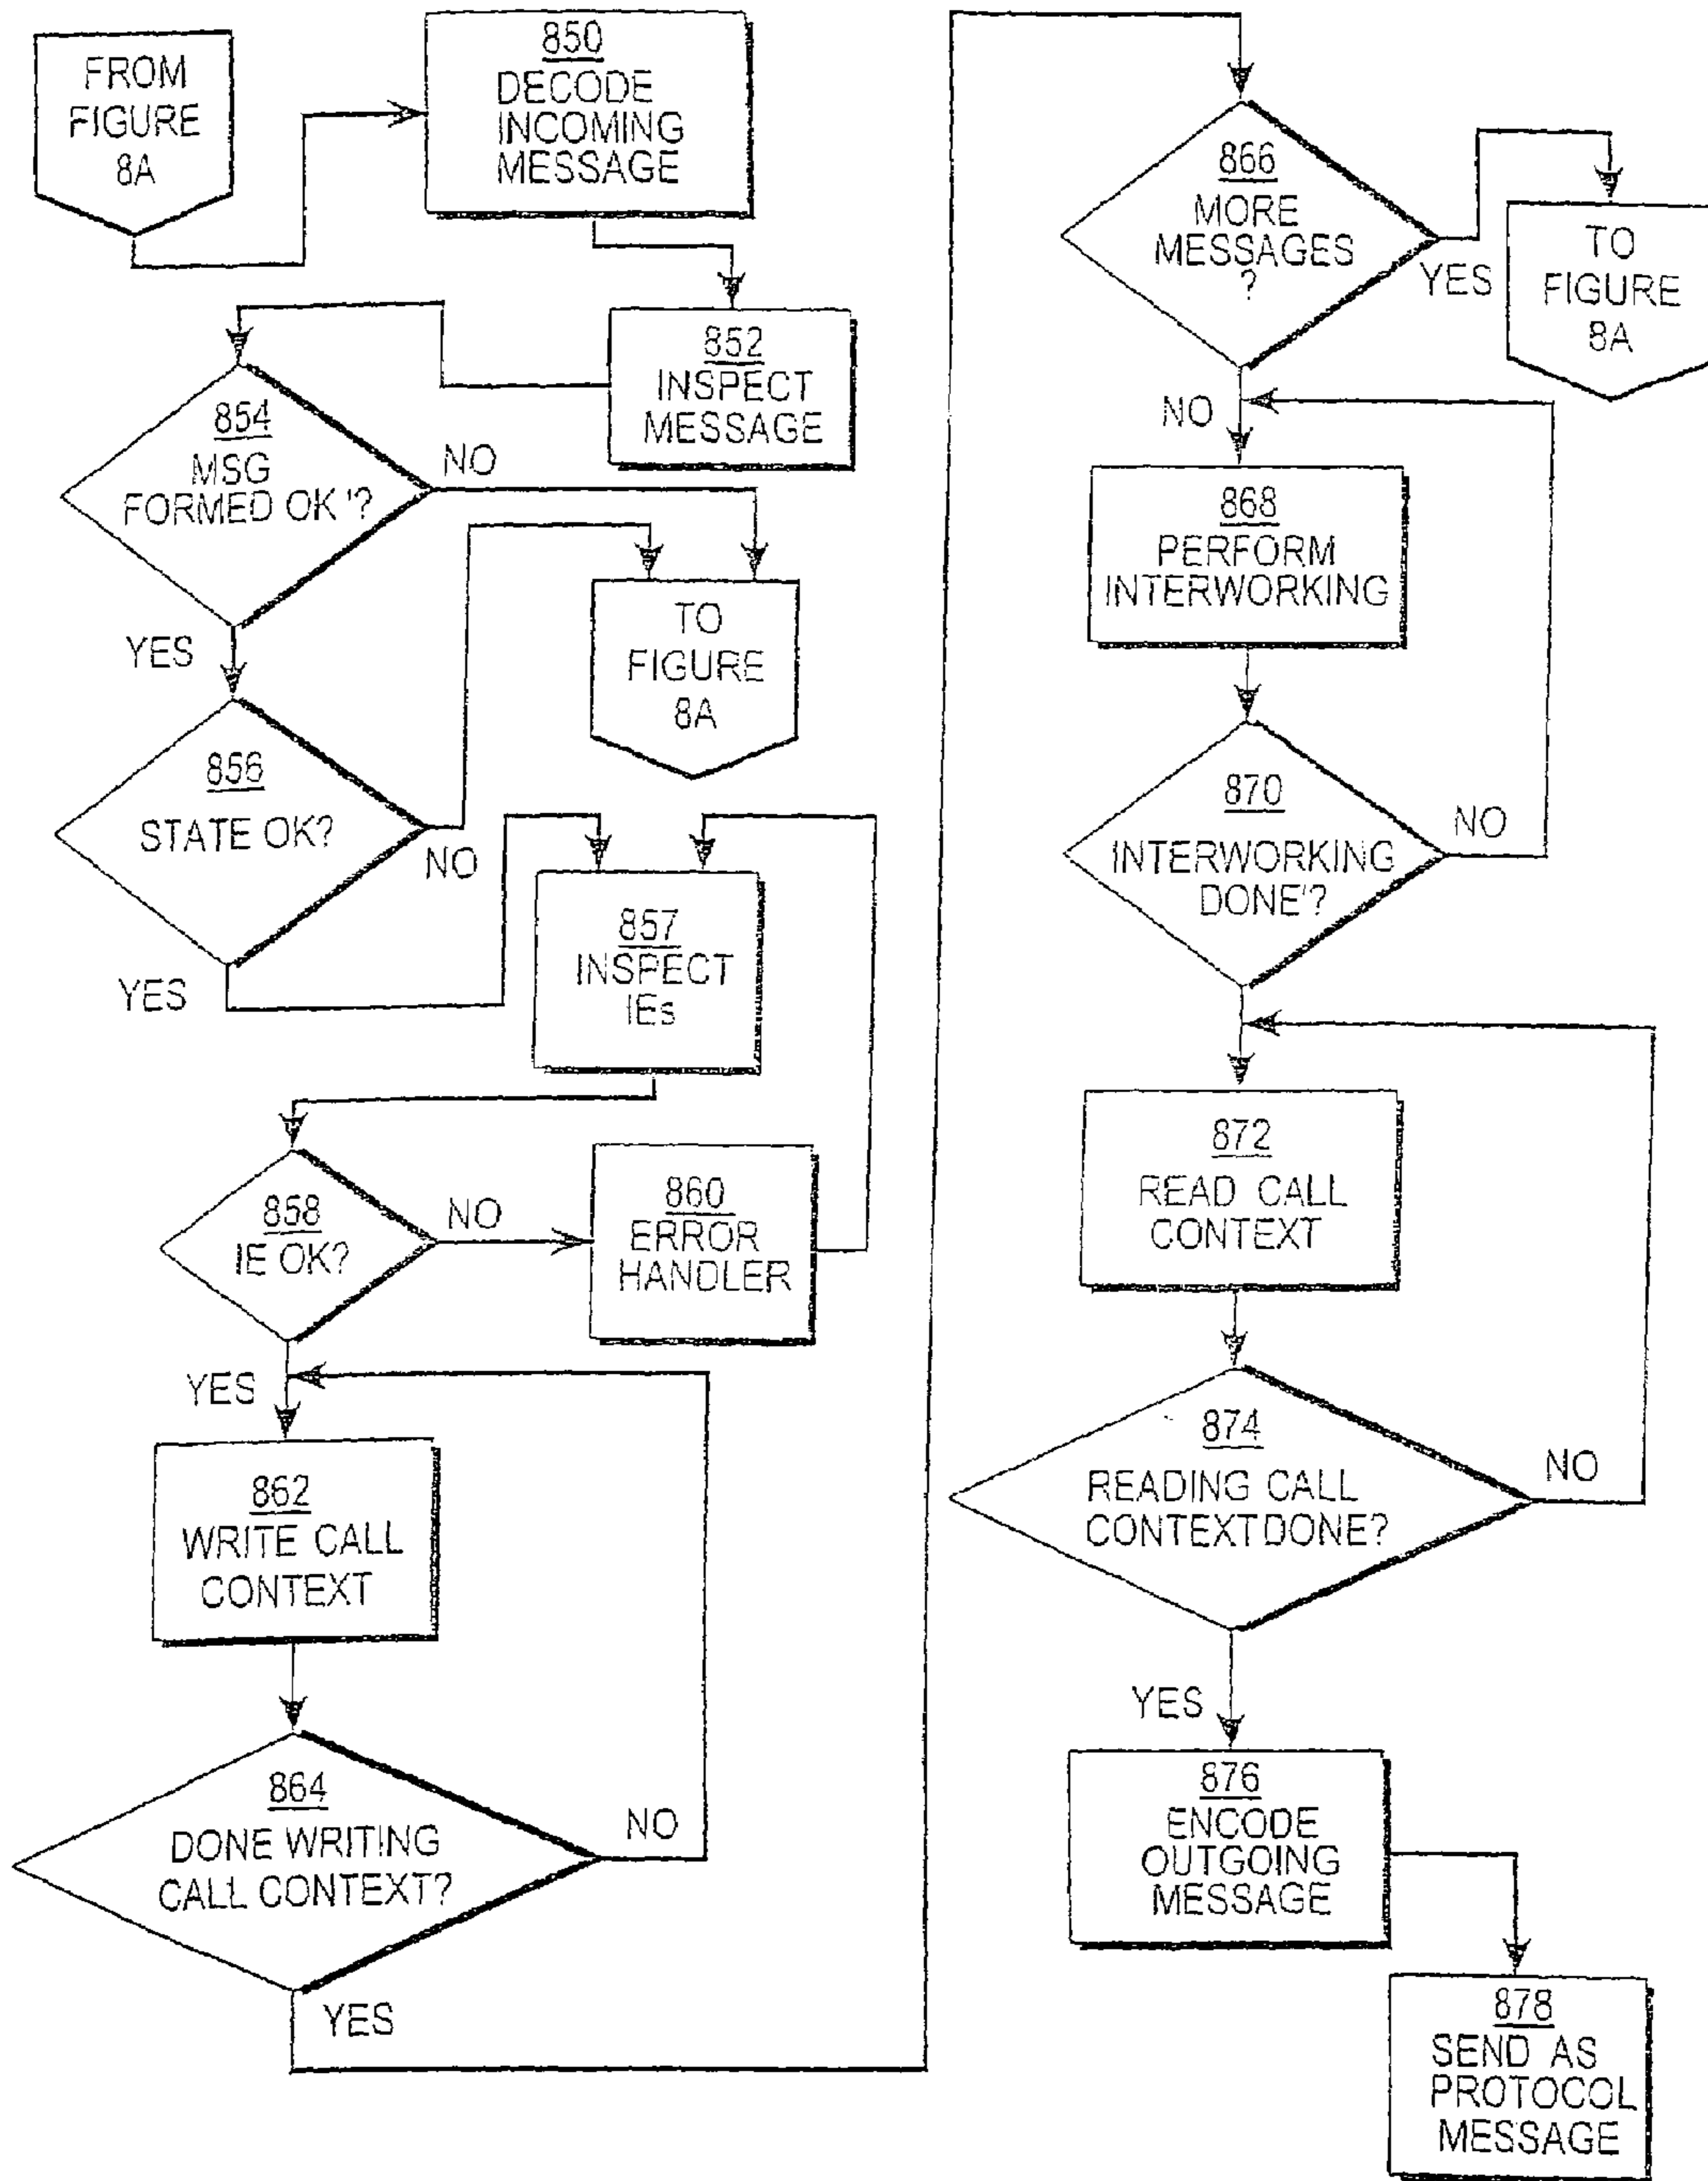 FROM
FIGURE
8A
850
DECODE
INCOMING
MESSAGE
852
INSPECT
MESSAGE
854
MSG
FORMED OK'?
NO
YES
TO
FIGURE
8A
856
STATE OK?
NO
YES
857
INSPECT
IEs
858
IE OK?
NO
860
ERROR
HANDLER
YES
862
WRITE CALL
CONTEXT
864
DONE WRITING
CALL CONTEXT?
NO
YES
866
MORE
MESSAGES
?
YES
TO
FIGURE
8A
NO
868
PERFORM
INTERWORKING
870
INTERWORKING
DONE'?
NO
872
READ CALL
CONTEXT
874
READING CALL
CONTEXT DONE?
NO
YES
876
ENCODE
OUTGOING
MESSAGE
878
SEND AS
PROTOCOL
MESSAGE